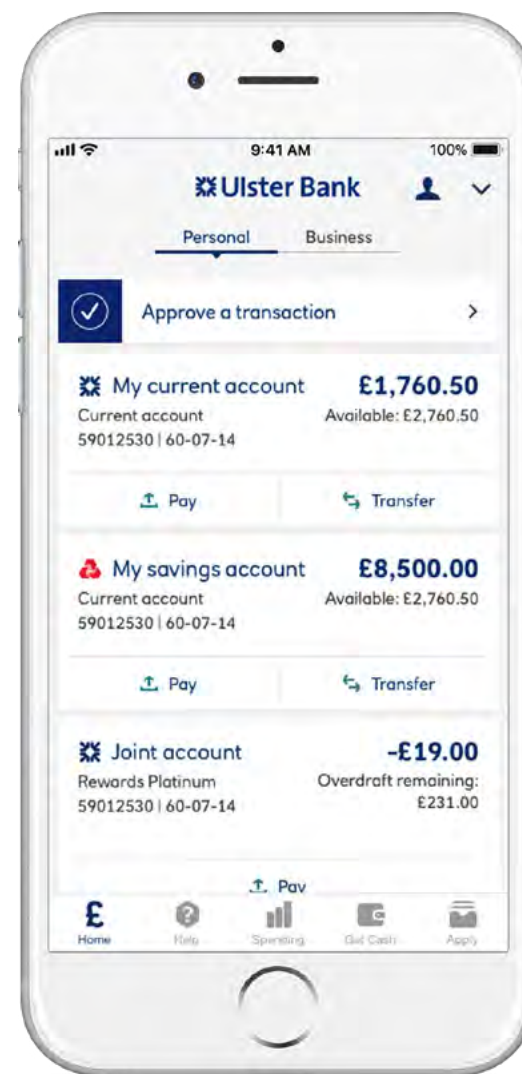 9:41 AM 100%
Ulster Bank
Personal Business
Approve a transaction
My current account £1,760.50
Current account Available: £2,760.50
59012530 | 60-07-14
Pay Transfer
My savings account £8,500.00
Current account Available: £2,760.50
59012530 | 60-07-14
Pay Transfer
Joint account -£19.00
Rewards Platinum Overdraft remaining:
59012530 | 60-07-14 £231.00
Pay
£
Home Help Spending Get Cash Apply